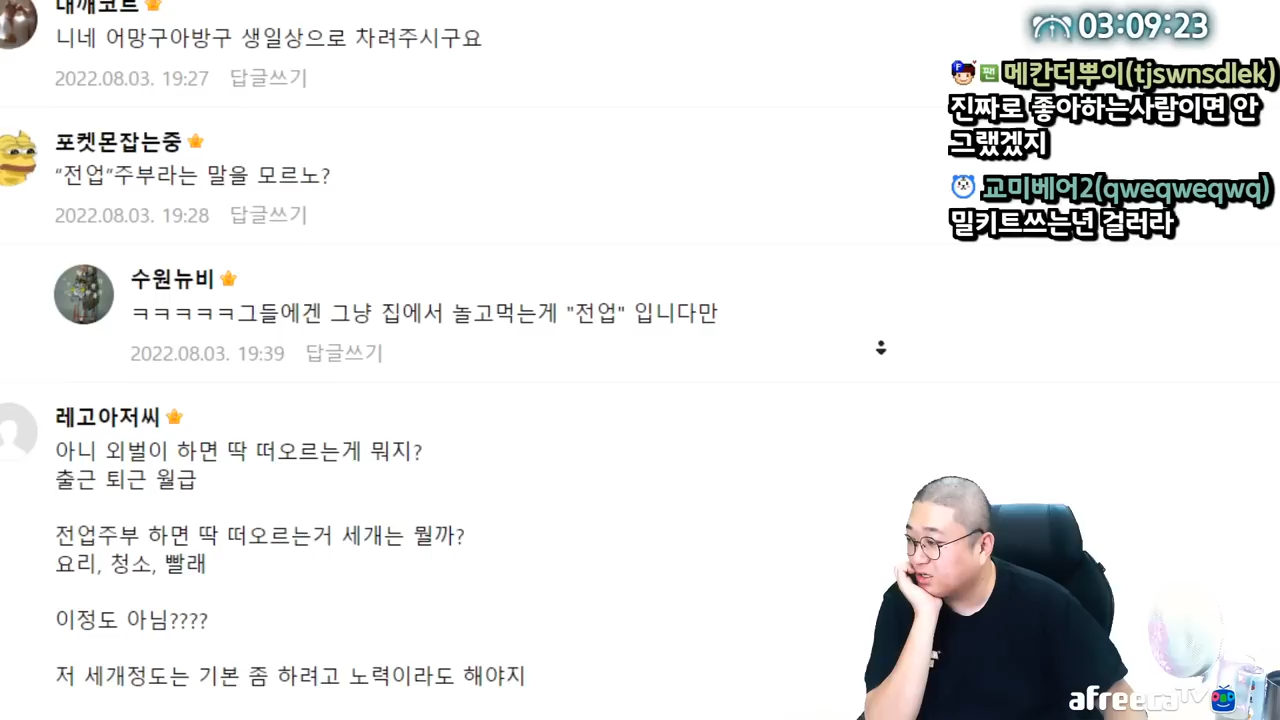 대깨코트
니네 어망구아방구 생일상으로 차려주시구요
2022.08.03. 19:27 답글쓰기
포켓몬잡는중
"전업"주부라는 말을 모르노?
2022.08.03. 19:28 답글쓰기
수원뉴비
ㅋㅋㅋㅋㅋ그들에겐 그냥 집에서 놀고먹는게 "전업" 입니다만
2022.08.03. 19:39 답글쓰기
레고아저씨
아니 외벌이 하면 딱 떠오르는게 뭐지?
출근 퇴근 월급
전업주부 하면 딱 떠오르는거 세개는 뭘까?
요리, 청소, 빨래
이정도 아님????
저 세개정도는 기본 좀 하려고 노력이라도 해야지
03:09:23
팬 메칸더뿌이(tjswnsdlek)
진짜로 좋아하는사람이면 안
그랬겠지
교미베어2(qweqweqwq)
밀키트쓰는년 걸러라
afreecaTV